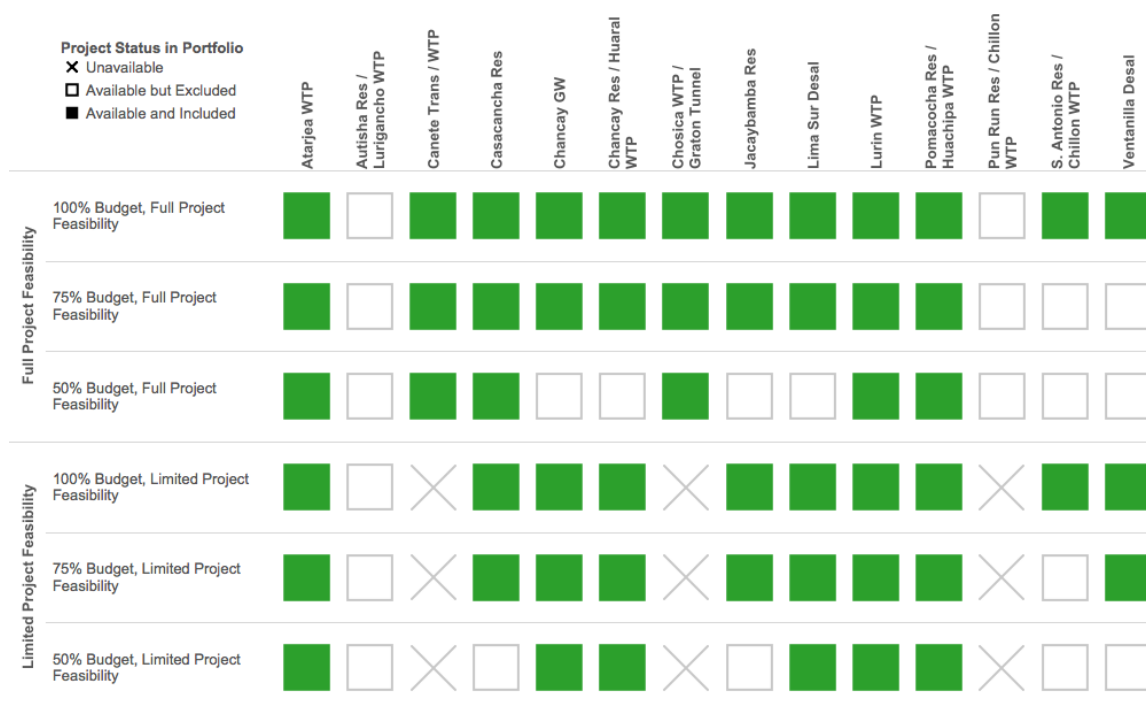 Project Status in Portfolio
Unavailable
Available but Excluded
Available and Included
Atarjea WTP
Autisha Res /
Lurigancho WTP
Canete Trans / WTP
Casacancha Res
Chancay GW
Chancay Res / Huaral
WTP
Chosica WTP /
Graton Tunnel
Jacaybamba Res
Lima Sur Desal
Lurin WTP
Pomacocha Res /
Huachipa WTP
Pun Run Res / Chillon
WTP
S. Antonio Res /
Chillon WTP
Ventanilla Desal
Full Project Feasibility
100% Budget, Full Project
Feasibility
75% Budget, Full Project
Feasibility
50% Budget, Full Project
Feasibility
Limited Project Feasibility
100% Budget, Limited Project
Feasibility
75% Budget, Limited Project
Feasibility
50% Budget, Limited Project
Feasibility